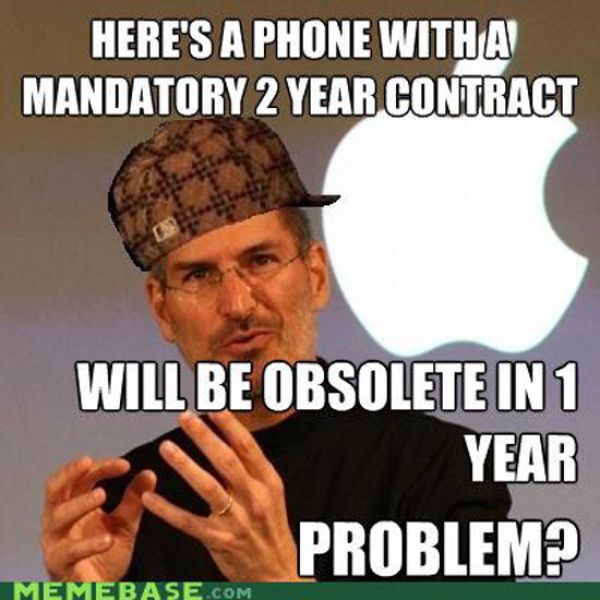 HERE'S A PHONE WITH A
MANDATORY 2 YEAR CONTRACT
WILL BE OBSOLETE IN 1
YEAR
PROBLEM?
MEMEBASE.COM